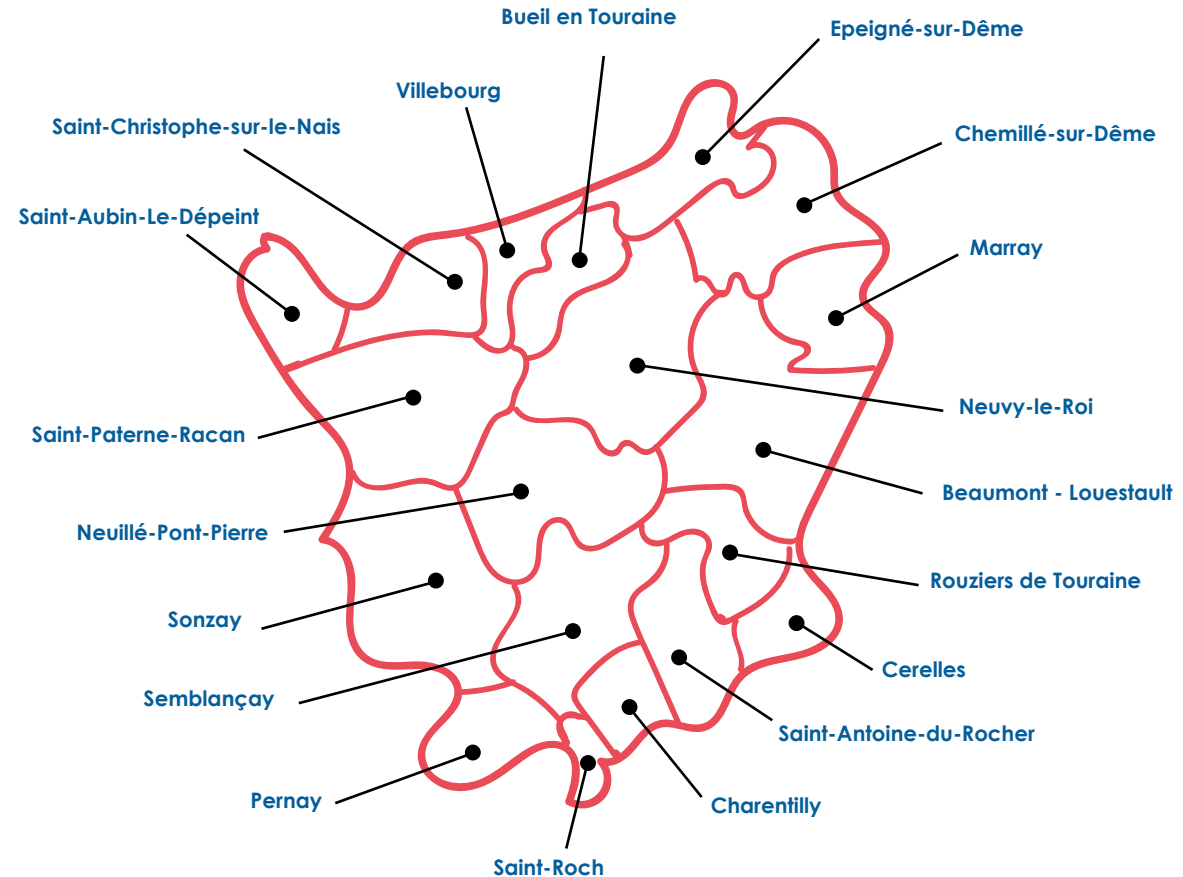 Bueil en Touraine
Epeigné-sur-Dême
Villebourg
Saint-Christophe-sur-le-Nais
Chemillé-sur-Dême
Saint-Aubin-Le-Dépeint
Marray
Neuvy-le-Roi
Saint-Paterne-Racan
Beaumont - Louestault
Neuillé-Pont-Pierre
Rouziers de Touraine
Sonzay
Cerelles
Semblançay
Saint-Antoine-du-Rocher
Pernay
Charentilly
Saint-Roch